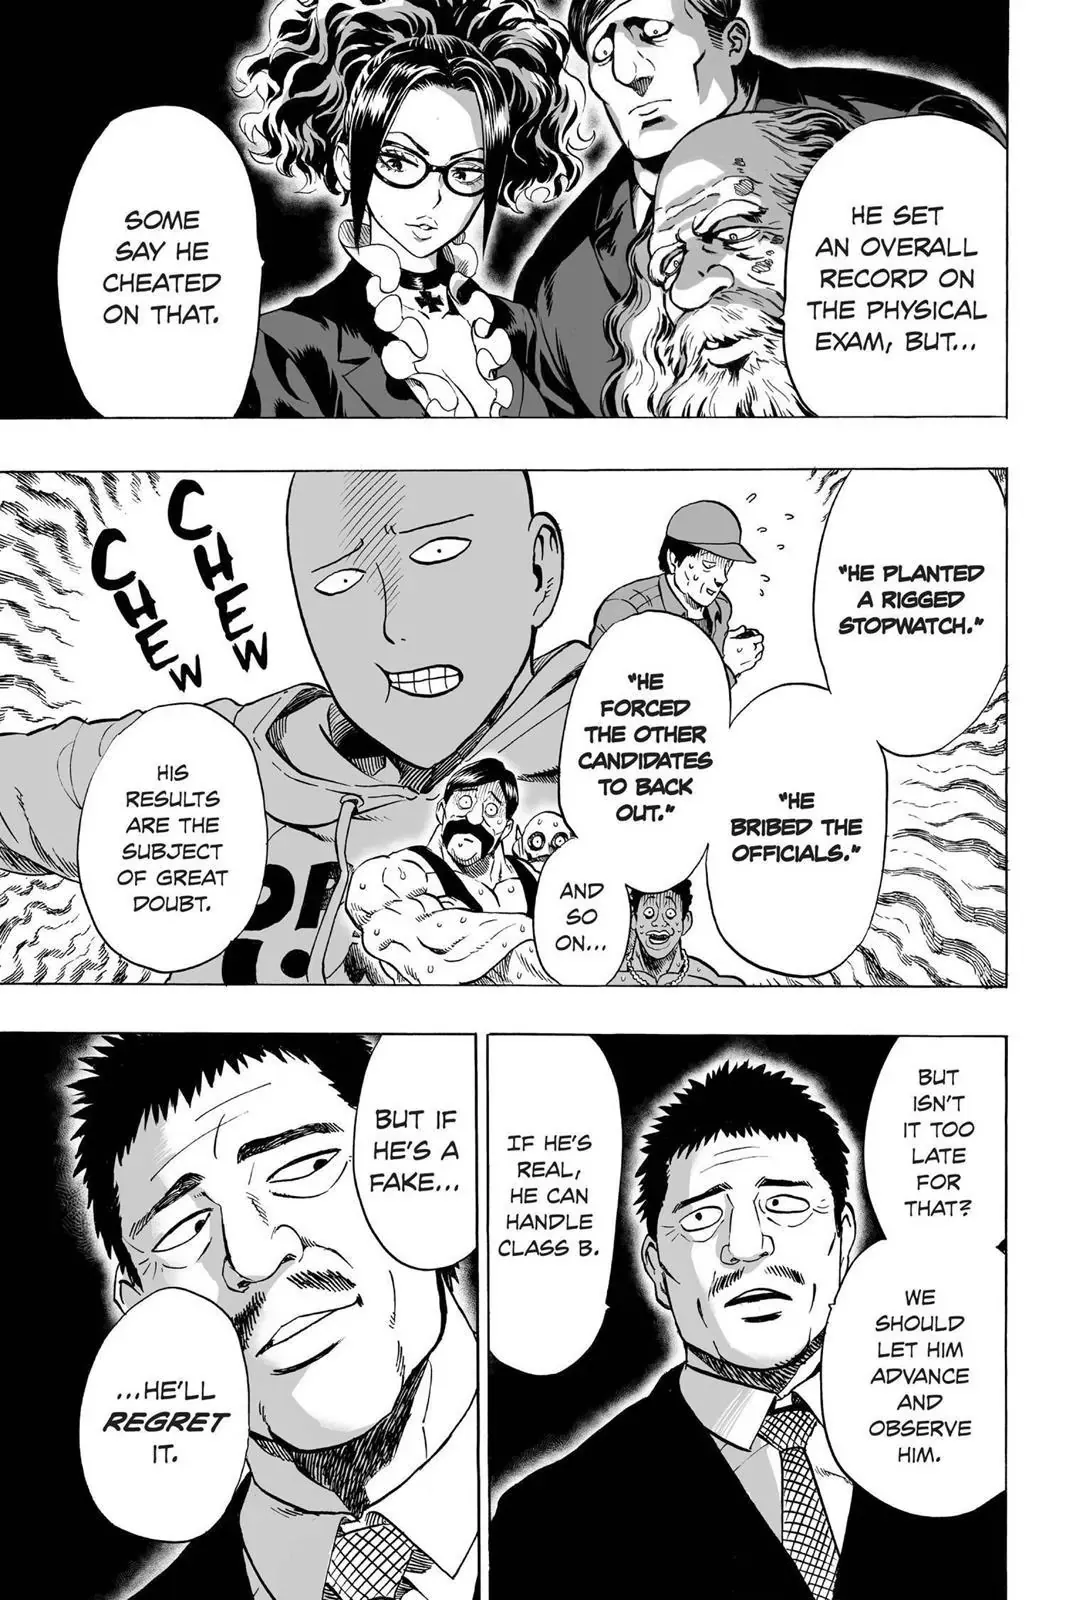 HE SET
AN OVERALL
RECORD ON
THE PHYSICAL
EXAM, BUT...
SOME
SAY HE
CHEATED
ON THAT.
"HE PLANTED
A RIGGED
STOPWATCH."
"HE
BRIBED THE
OFFICIALS."
"HE
FORCED
THE OTHER
CANDIDATES
TO BACK
OUT."
AND
SO
ON...
CHEW
CHEW
HIS
RESULTS
ARE THE
SUBJECT
OF GREAT
DOUBT.
BUT
ISN'T
IT TOO
LATE
FOR
THAT?
WE
SHOULD
LET HIM
ADVANCE
AND
OBSERVE
HIM.
IF HE'S
REAL,
HE CAN
HANDLE
CLASS B.
BUT IF
HE'S A
FAKE...
...HE'LL
REGRET
IT.